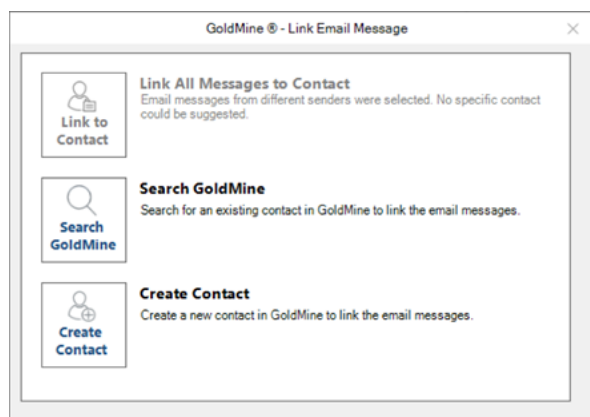 GoldMine ® - Link Email Message
Link to
Contact
Link All Messages to Contact
Email messages from different senders were selected. No specific contact
could be suggested.
Search
GoldMine
Search GoldMine
Search for an existing contact in GoldMine to link the email messages.
Create
Contact
Create Contact
Create a new contact in GoldMine to link the email messages.